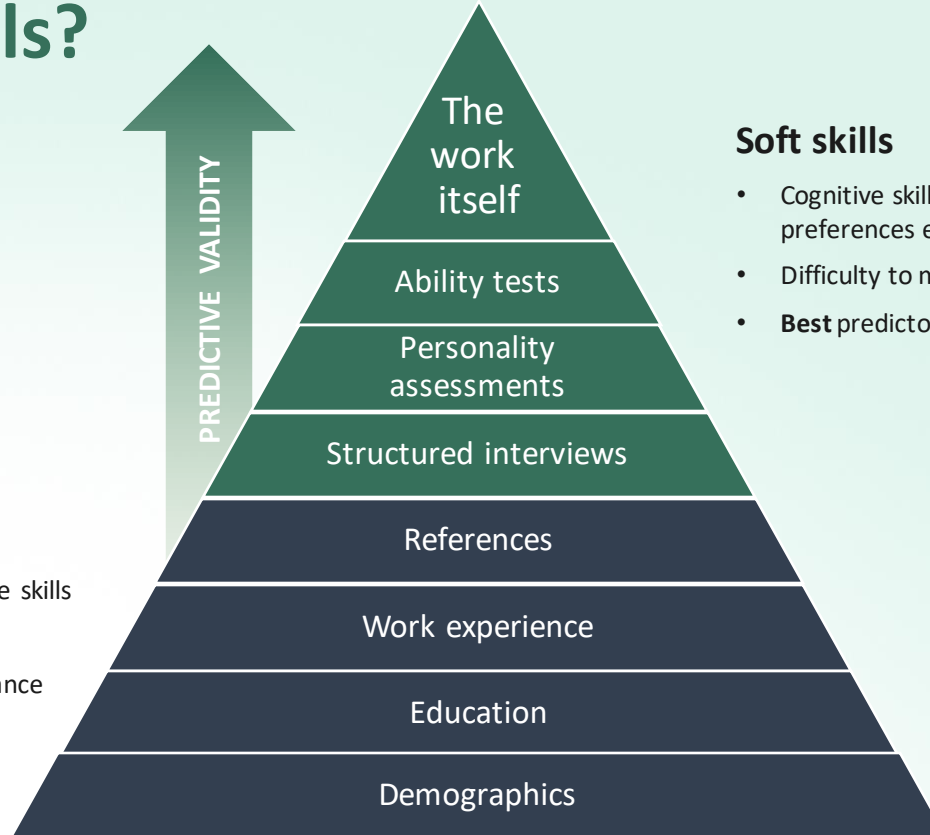 ls?
PREDICTIVE VALIDITY
The
work
itself
Ability tests
Personality
assessments
Structured interviews
References
Work experience
Education
Demographics
Soft skills
• Cognitive skil
preferences e
• Difficulty to
• Best predicto
e skills
ance